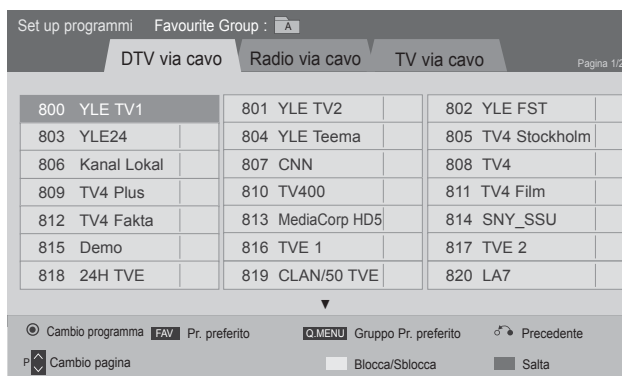 Set up programmi Favourite Group : A
DTV via cavo Radio via cavo TV via cavo Pagina 1/2
800 YLE TV1 801 YLE TV2 802 YLE FST
803 YLE24 804 YLE Teema 805 TV4 Stockholm
806 Kanal Lokal 807 CNN 808 TV4
809 TV4 Plus 810 TV400 811 TV4 Film
812 TV4 Fakta 813 MediaCorp HD5 814 SNY_SSU
815 Demo 816 TVE 1 817 TVE 2
818 24H TVE 819 CLAN/50 TVE 820 LA7
Cambio programma FAV Pr. preferito Q.MENU Gruppo Pr. preferito Precedente
P Cambio pagina Blocca/Sblocca Salta